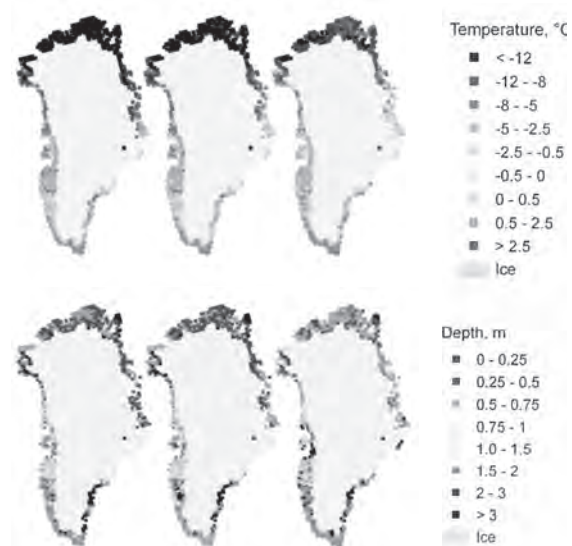 Temperature, °C
< -12
-12 - -8
-8 - -5
-5 - -2.5
-2.5 - -0.5
-0.5 - 0
0 - 0.5
0.5 - 2.5
> 2.5
Ice
Depth, m
0 - 0.25
0.25 - 0.5
0.5 - 0.75
0.75 - 1
1.0 - 1.5
1.5 - 2
2 - 3
> 3
Ice